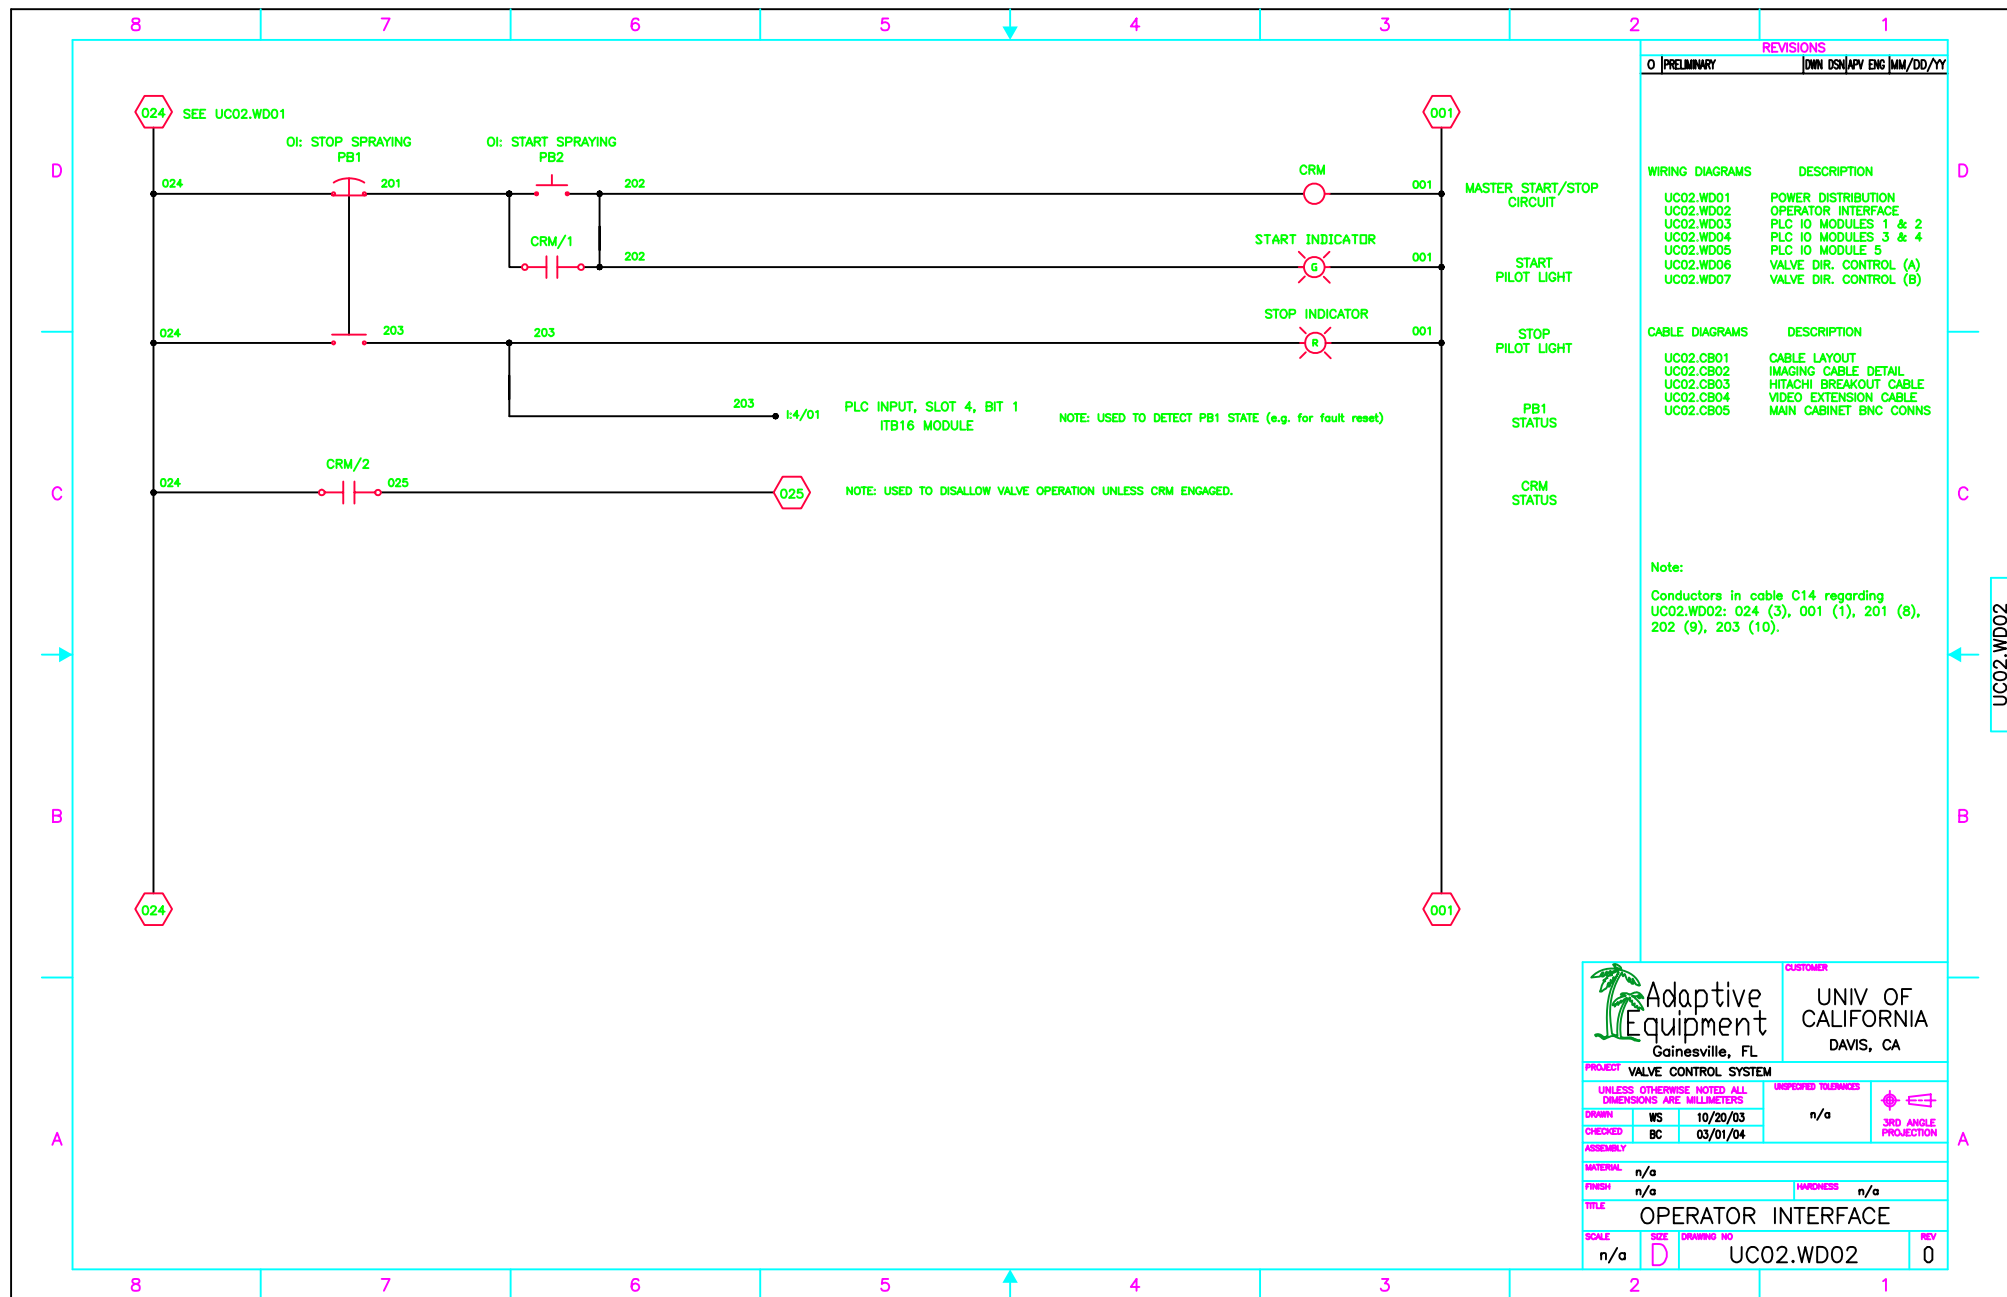 8 7 6 5 4 3 2 1
REVISIONS
0 PRELIMINARY DWN DSN APV ENG MM/DD/YY
024 SEE UC02.WD01
001
OI: STOP SPRAYING
PB1
OI: START SPRAYING
PB2
D
024
201
202
CRM
001
MASTER START/STOP
CIRCUIT
CRM/1
202
START INDICATOR
G
001
START
PILOT LIGHT
024
203
203
STOP INDICATOR
R
001
STOP
PILOT LIGHT
203
I:4/01
PLC INPUT, SLOT 4, BIT 1
ITB16 MODULE
NOTE: USED TO DETECT PB1 STATE (e.g. for fault reset)
PB1
STATUS
C
CRM/2
024
025
025
NOTE: USED TO DISALLOW VALVE OPERATION UNLESS CRM ENGAGED.
CRM
STATUS
B
024
001
A
WIRING DIAGRAMS DESCRIPTION
UC02.WD01 POWER DISTRIBUTION
UC02.WD02 OPERATOR INTERFACE
UC02.WD03 PLC IO MODULES 1 & 2
UC02.WD04 PLC IO MODULES 3 & 4
UC02.WD05 PLC IO MODULE 5
UC02.WD06 VALVE DIR. CONTROL (A)
UC02.WD07 VALVE DIR. CONTROL (B)
CABLE DIAGRAMS DESCRIPTION
UC02.CB01 CABLE LAYOUT
UC02.CB02 IMAGING CABLE DETAIL
UC02.CB03 HITACHI BREAKOUT CABLE
UC02.CB04 VIDEO EXTENSION CABLE
UC02.CB05 MAIN CABINET BNC CONNS
Note:
Conductors in cable C14 regarding
UC02.WD02: 024 (3), 001 (1), 201 (8),
202 (9), 203 (10).
D
C
B
A
UC02.WD02
Adaptive
Equipment
Gainesville, FL
CUSTOMER
UNIV OF
CALIFORNIA
DAVIS, CA
PROJECT VALVE CONTROL SYSTEM
UNLESS OTHERWISE NOTED ALL
DIMENSIONS ARE MILLIMETERS
UNSPECIFIED TOLERANCES
n/a
3RD ANGLE
PROJECTION
DRAWN WS 10/20/03
CHECKED BC 03/01/04
ASSEMBLY
MATERIAL n/a
FINISH n/a HARDNESS n/a
TITLE OPERATOR INTERFACE
SCALE n/a SIZE D DRAWING NO UC02.WD02 REV 0
8 7 6 5 4 3 2 1